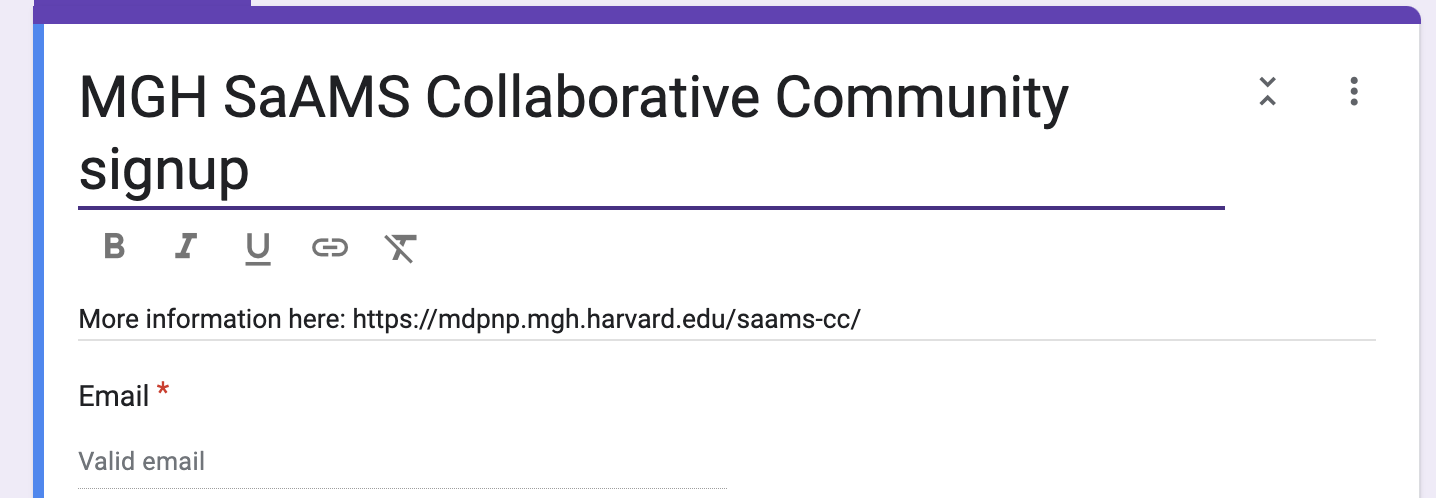 MGH SaAMS Collaborative Community
signup
B I U
More information here: https://mdpnp.mgh.harvard.edu/saams-cc/
Email *
Valid email